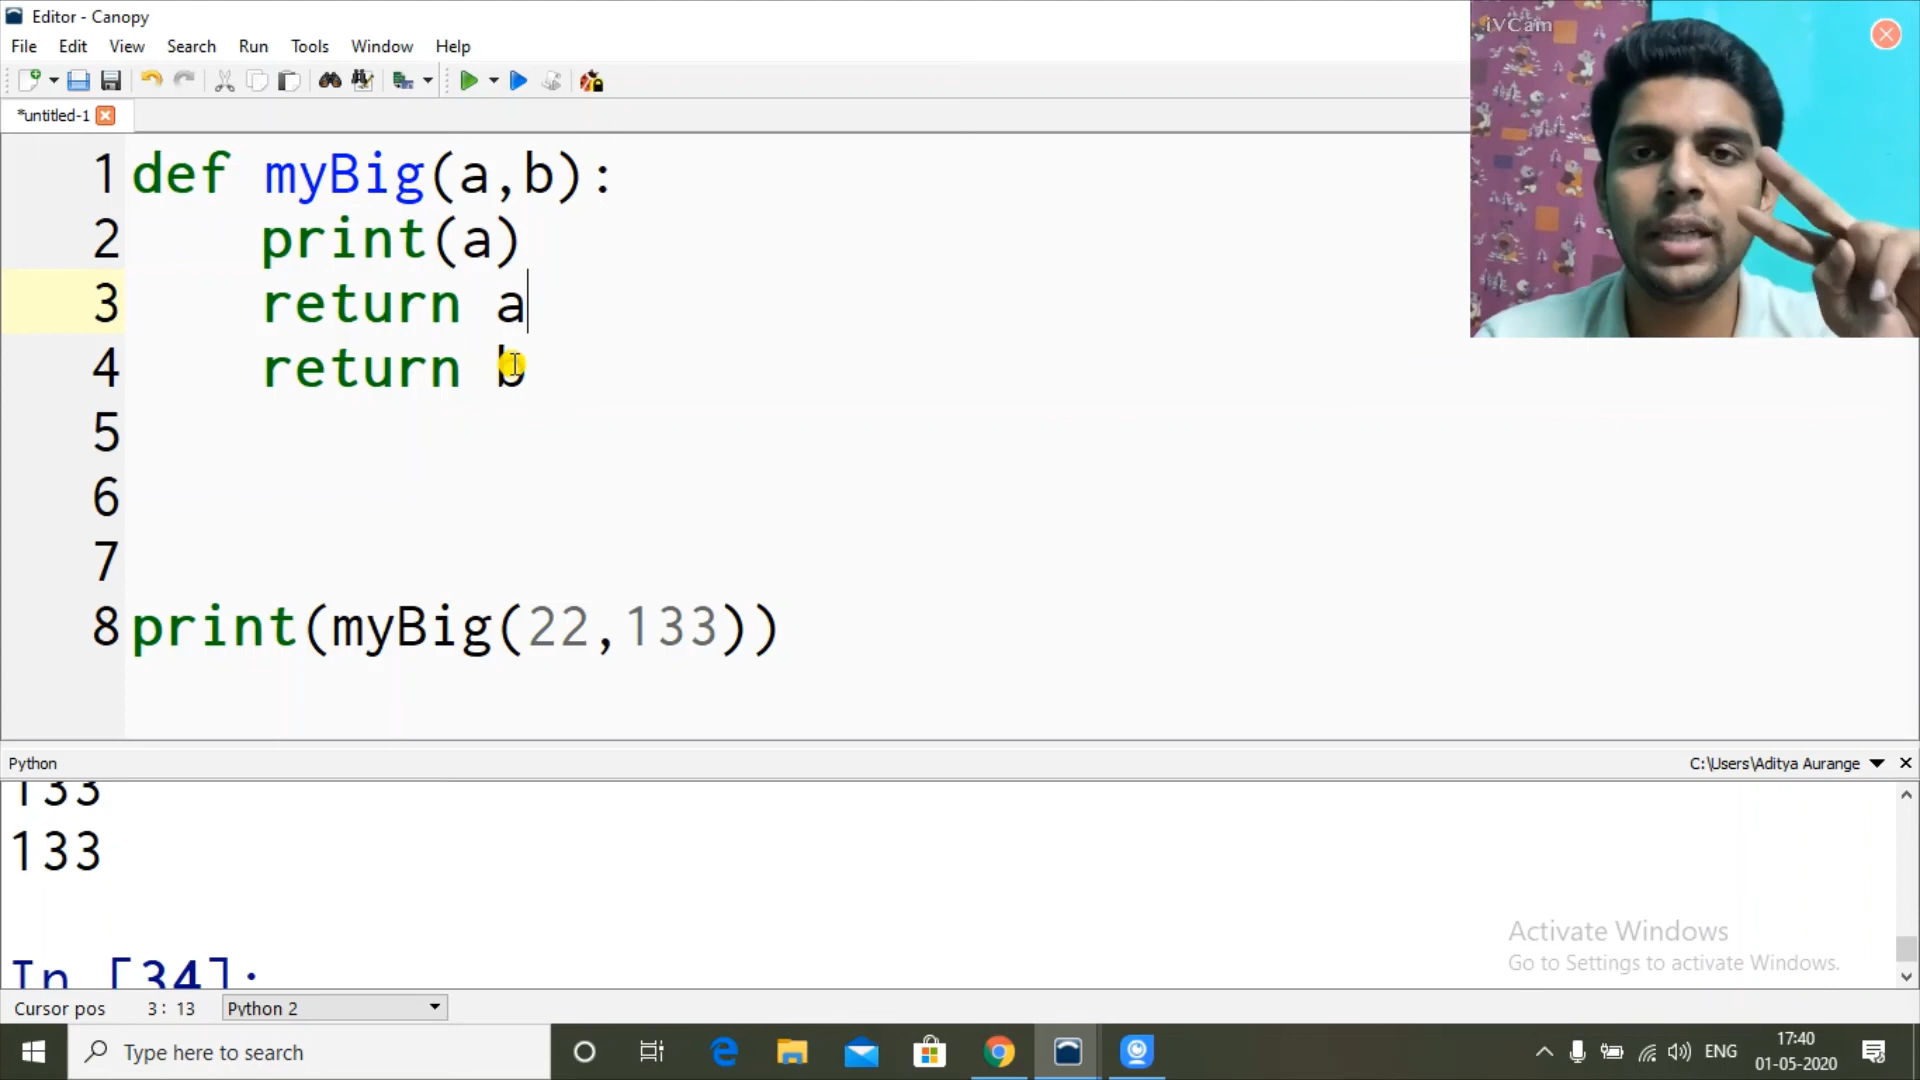 Editor - Canopy
File Edit View Search Run Tools Window Help
*untitled-1
1 def myBig(a,b):
2 print(a)
3 return a
4 return b
5
6
7
8 print(myBig(22,133))
iVCam
Python C:\Users\Aditya Aurange
133
133
In [34]:
Activate Windows
Go to Settings to activate Windows.
Cursor pos 3: 13 Python 2
Type here to search
ENG
17:40
01-05-2020